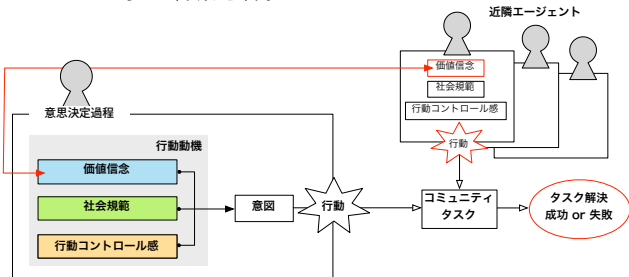 近隣エージェント
価値信念
社会規範
行動コントロール感
行動
意思決定過程
行動動機
価値信念
社会規範
行動コントロール感
意図
行動
コミュニティ
タスク
タスク解決
成功 or 失敗